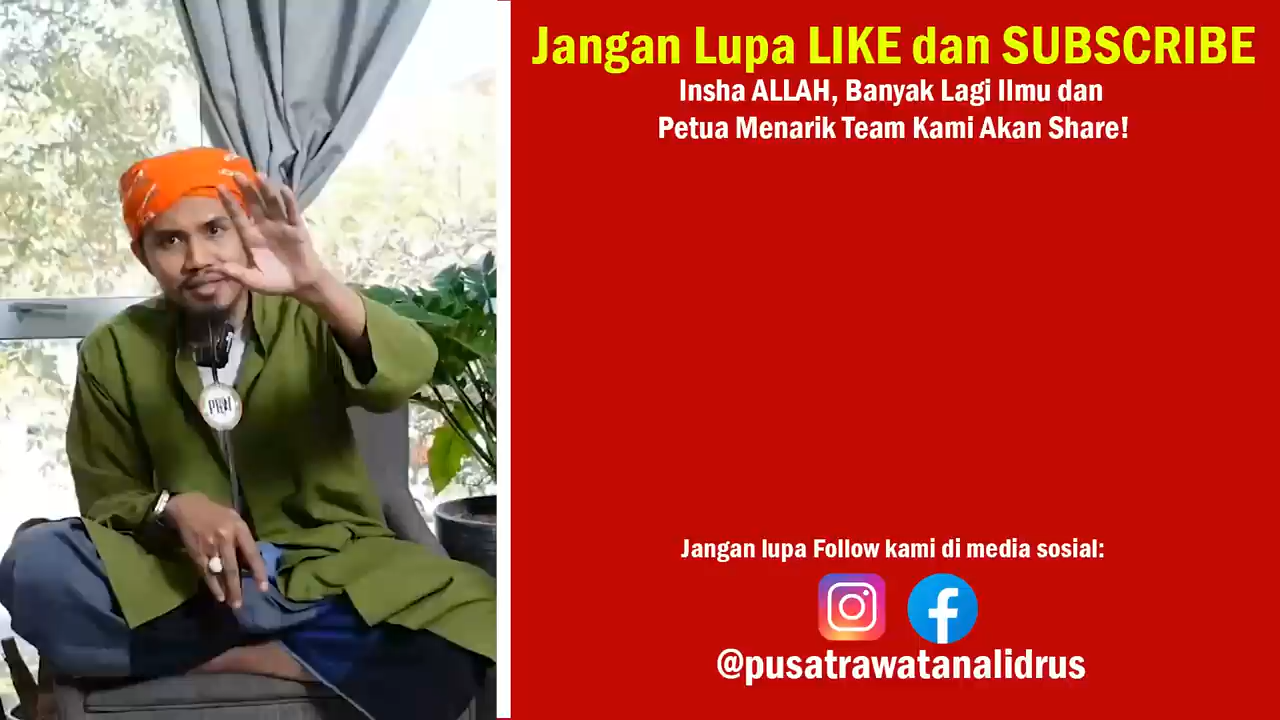 Jangan Lupa LIKE dan SUBSCRIBE
Insha ALLAH, Banyak Lagi Ilmu dan
Petua Menarik Team Kami Akan Share!
Jangan lupa Follow kami di media sosial:
@pusatrawatanalidrus